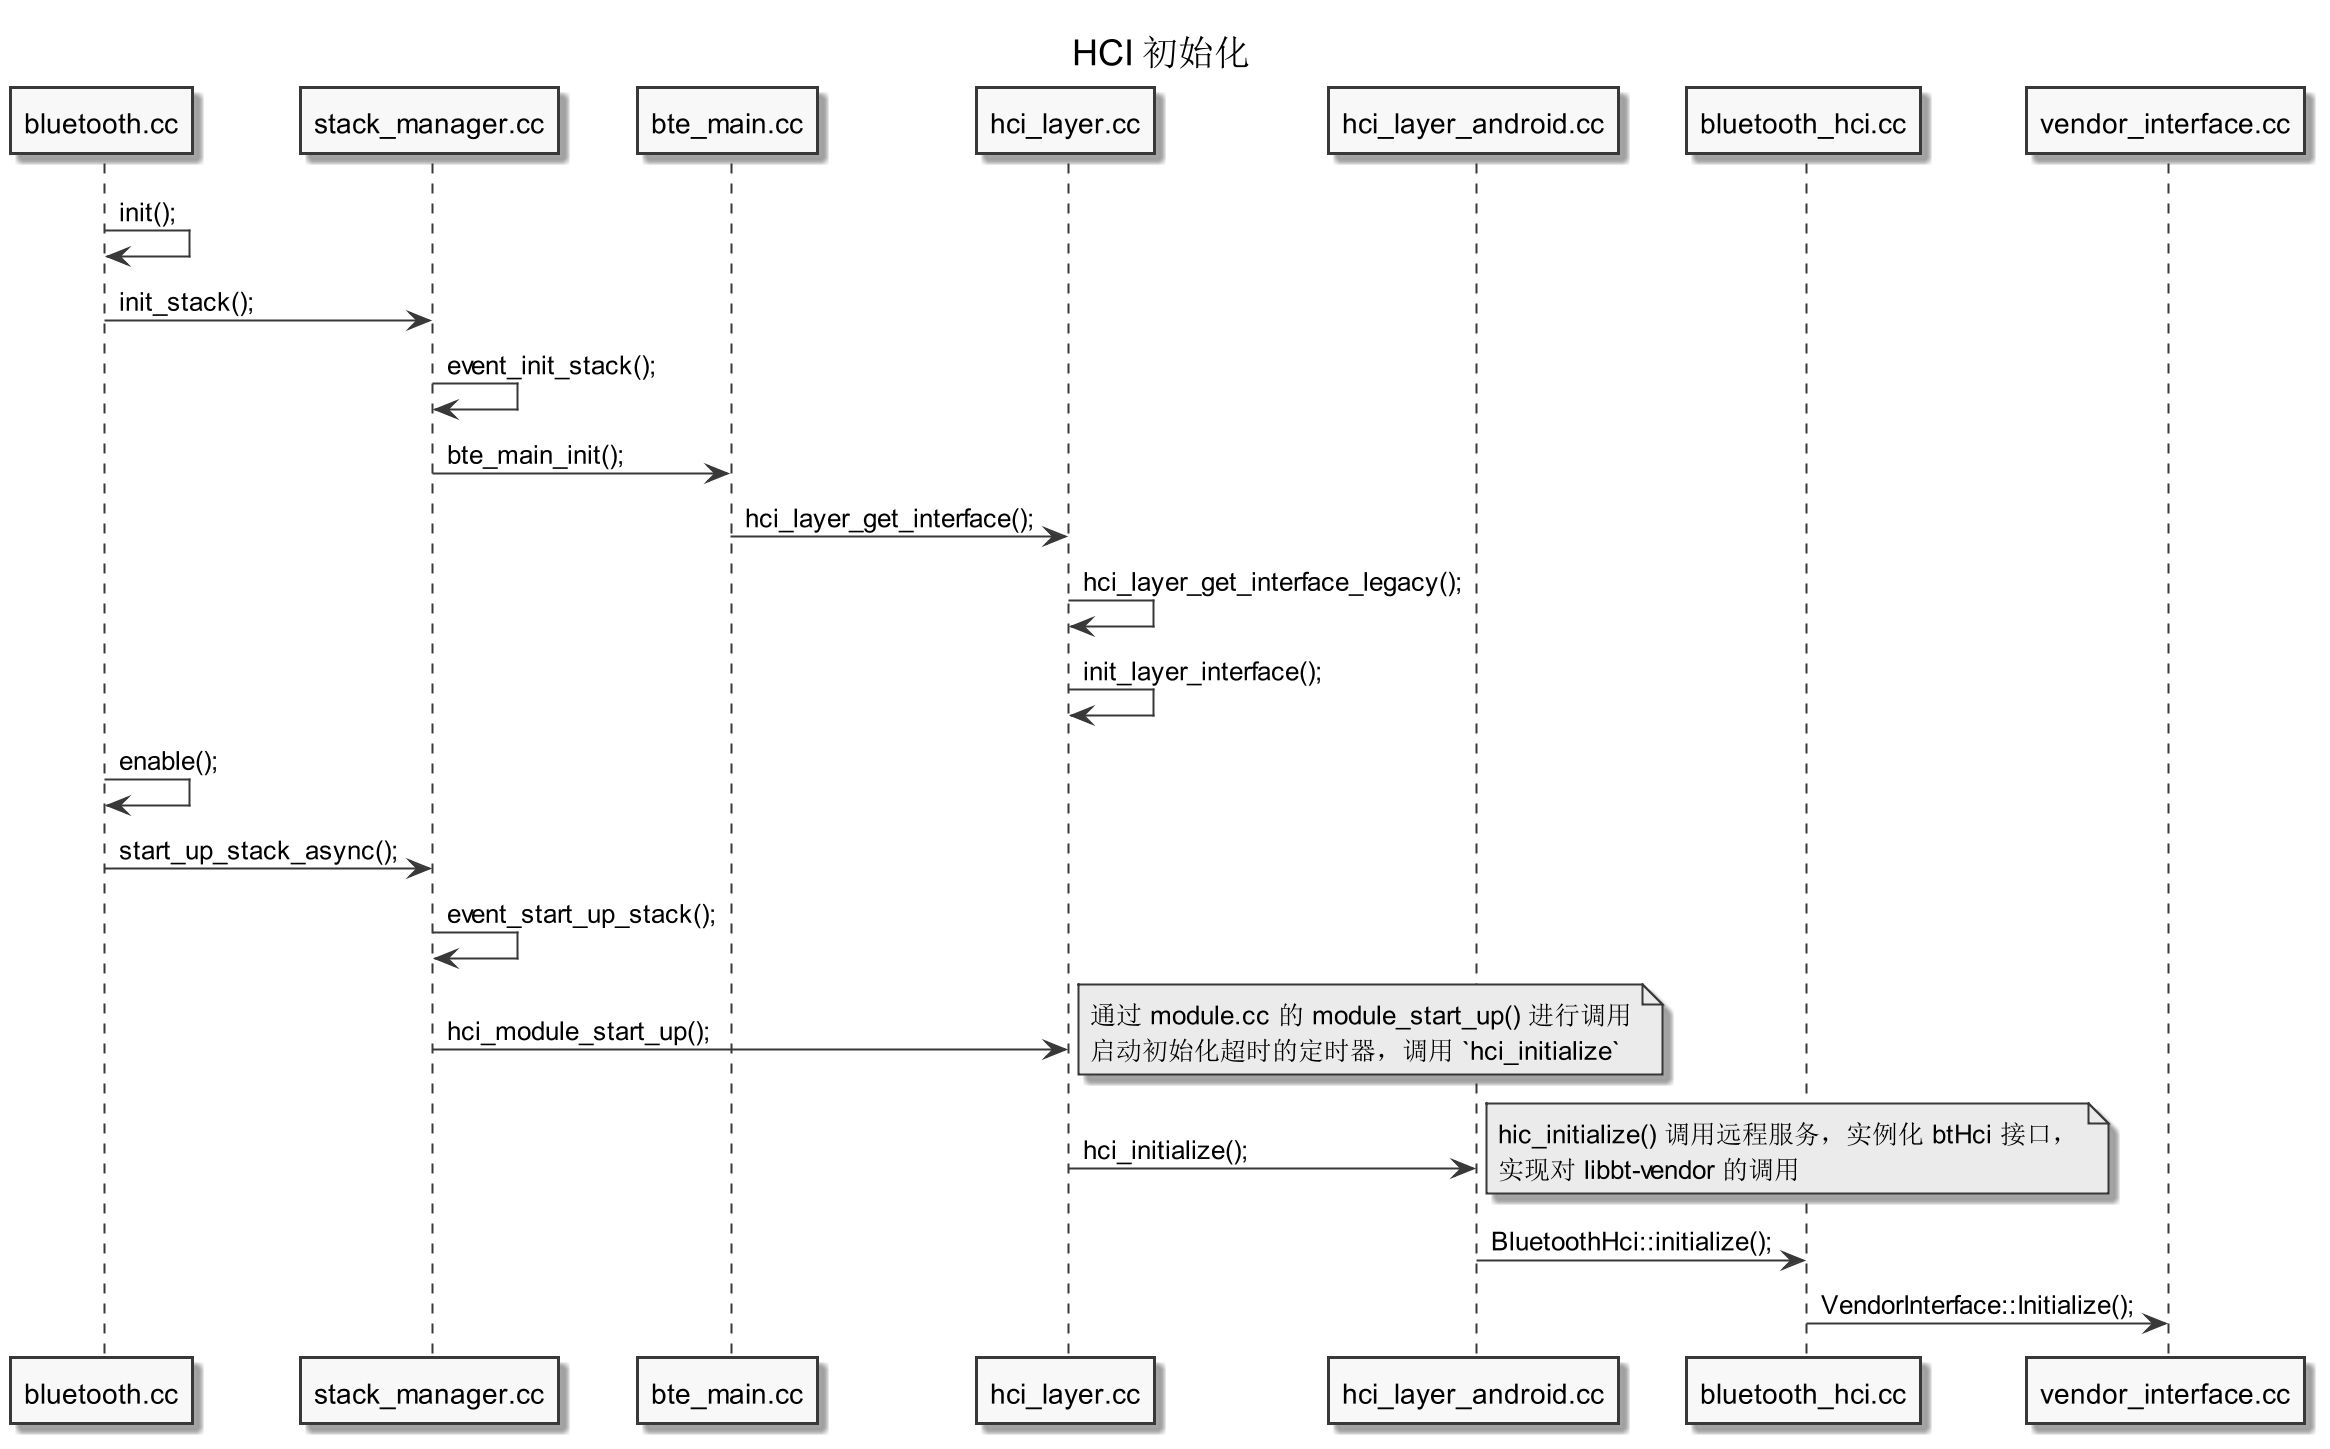 HCI 初始化
bluetooth.cc
stack_manager.cc
bte_main.cc
hci_layer.cc
hci_layer_android.cc
bluetooth_hci.cc
vendor_interface.cc
init();
init_stack();
event_init_stack();
bte_main_init();
hci_layer_get_interface();
hci_layer_get_interface_legacy();
init_layer_interface();
enable();
start_up_stack_async();
event_start_up_stack();
hci_module_start_up();
通过 module.cc 的 module_start_up() 进行调用
启动初始化超时的定时器，调用 `hci_initialize`
hci_initialize();
hic_initialize() 调用远程服务，实例化 btHci 接口，
实现对 libbt-vendor 的调用
BluetoothHci::initialize();
VendorInterface::Initialize();
bluetooth.cc
stack_manager.cc
bte_main.cc
hci_layer.cc
hci_layer_android.cc
bluetooth_hci.cc
vendor_interface.cc